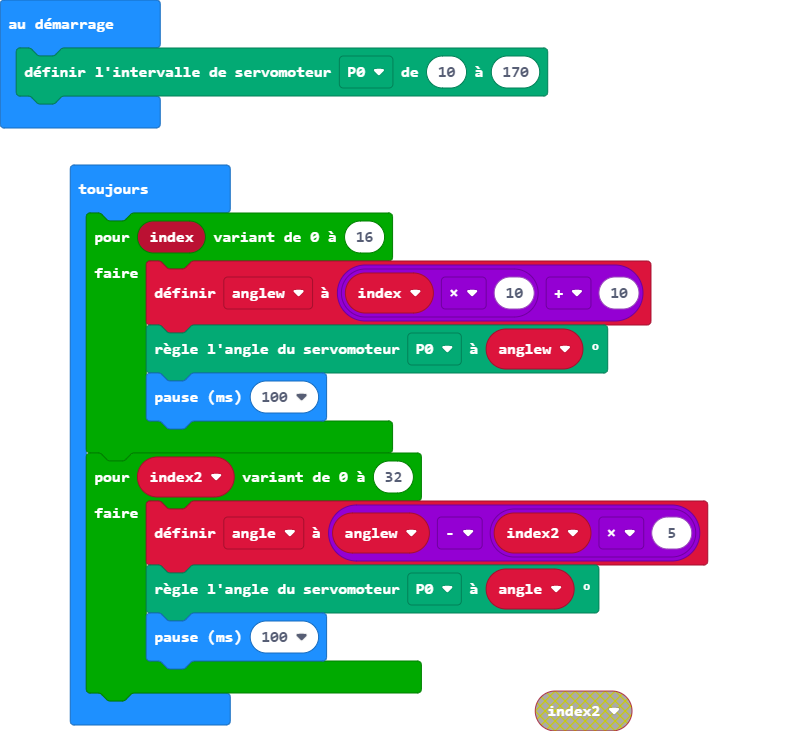 au démarrage
définir l'intervalle de servomoteur P0 de 10 à 170
toujours
pour index variant de 0 à 16
faire
définir anglew à index × 10 + 10
règle l'angle du servomoteur P0 à anglew °
pause (ms) 100
pour index2 variant de 0 à 32
faire
définir angle à anglew - index2 × 5
règle l'angle du servomoteur P0 à angle °
pause (ms) 100
index2